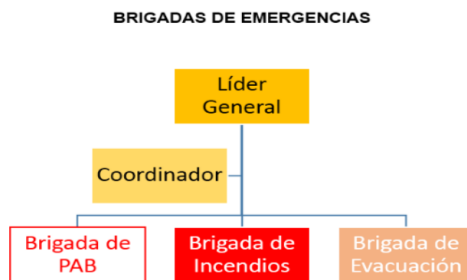 BRIGADAS DE EMERGENCIAS
Líder
General
Coordinador
Brigada de
PAB
Brigada de
Incendios
Brigada de
Evacuación